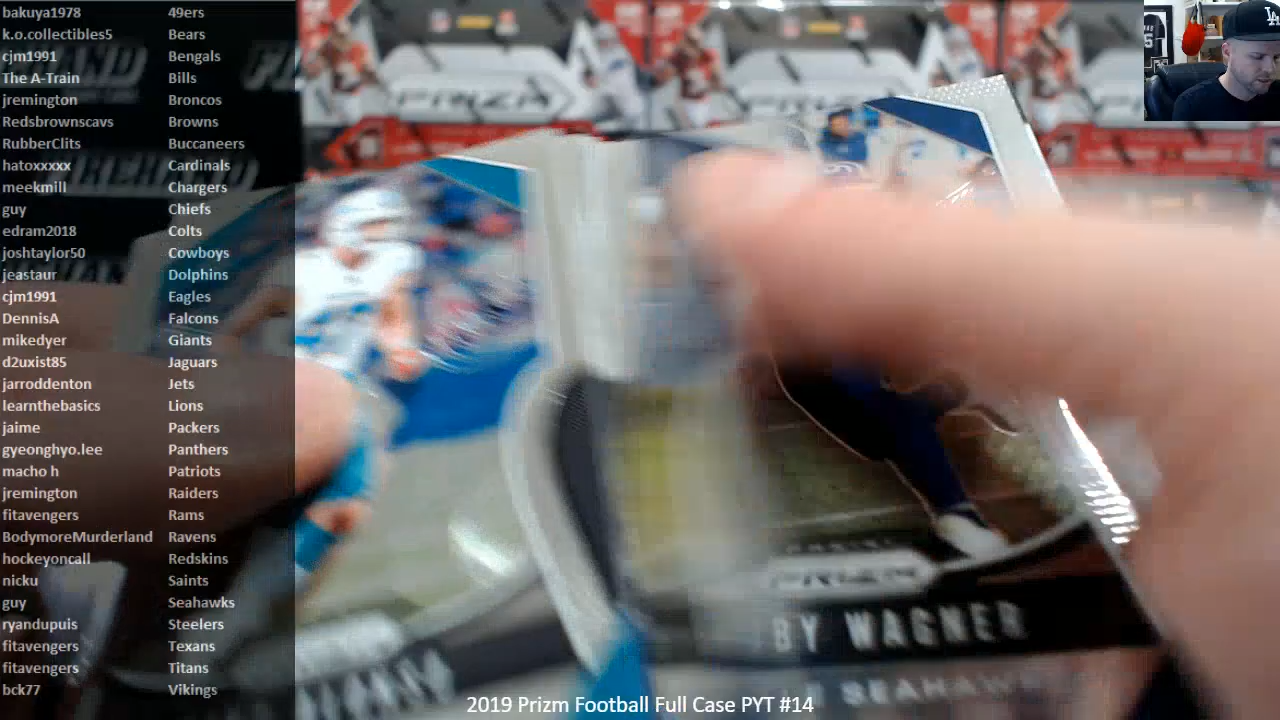 bakuya1978 49ers
k.o.collectibles5 Bears
cjm1991 Bengals
The A-Train Bills
jremington Broncos
Redsbrownscavs Browns
RubberClits Buccaneers
hatoxxxxx Cardinals
meekmill Chargers
guy Chiefs
edram2018 Colts
joshtaylor50 Cowboys
jeastaur Dolphins
cjm1991 Eagles
DennisA Falcons
mikedyer Giants
d2uxist85 Jaguars
jarroddenton Jets
learnthebasics Lions
jaime Packers
gyeonghyo.lee Panthers
macho h Patriots
jremington Raiders
fitavengers Rams
BodymoreMurderland Ravens
hockeyoncall Redskins
nicku Saints
guy Seahawks
ryandupuis Steelers
fitavengers Texans
fitavengers Titans
bck77 Vikings
PRIZM PRIZM
PRIZM
BY WAGNER
SEAHAWKS
2019 Prizm Football Full Case PYT #14